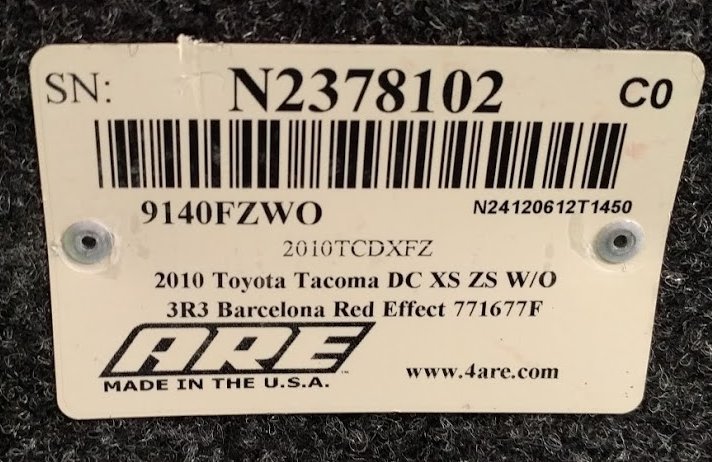 SN: N2378102 C0
9140FZWO N24120612T1450
2010TCDXFZ
2010 Toyota Tacoma DC XS ZS W/O
3R3 Barcelona Red Effect 771677F
ARE
MADE IN THE U.S.A. www.4are.com